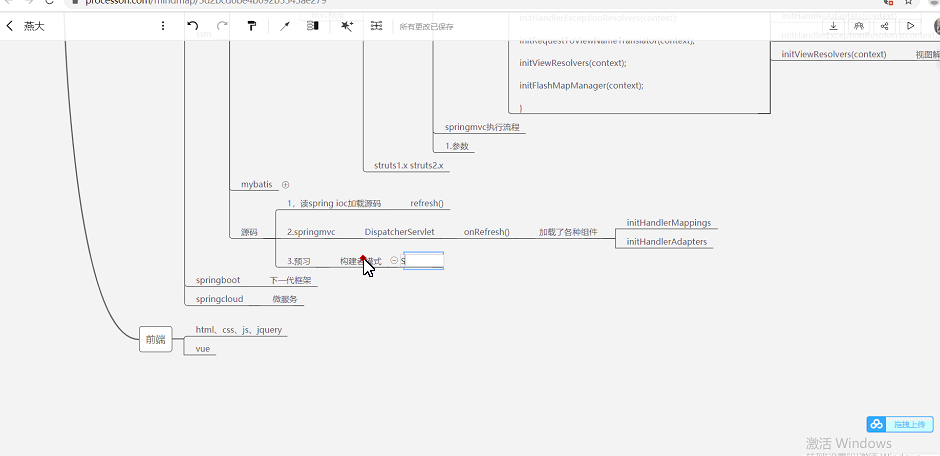 processon.com/mindmap/5d2bcd0be4b092b5545ae279
燕大
所有更改已保存
initHandlerExceptionResolvers(context)
initRequestToViewNameTranslator(context);
initViewResolvers(context);
initViewResolvers(context)
视图解
initFlashMapManager(context);
}
springmvc执行流程
1.参数
struts1.x struts2.x
mybatis
源码
1，读spring ioc加载源码 refresh()
2.springmvc DispatcherServlet onRefresh() 加载了各种组件
initHandlerMappings
initHandlerAdapters
3.预习 构建者模式 S
springboot 下一代框架
springcloud 微服务
前端
html、css、js、jquery
vue
拖拽上传
激活 Windows